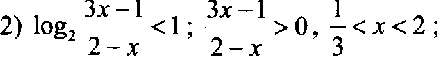 2) log₂ (3x−1)/(2−x) < 1 ; (3x−1)/(2−x) > 0 , 1/3 < x < 2 ;